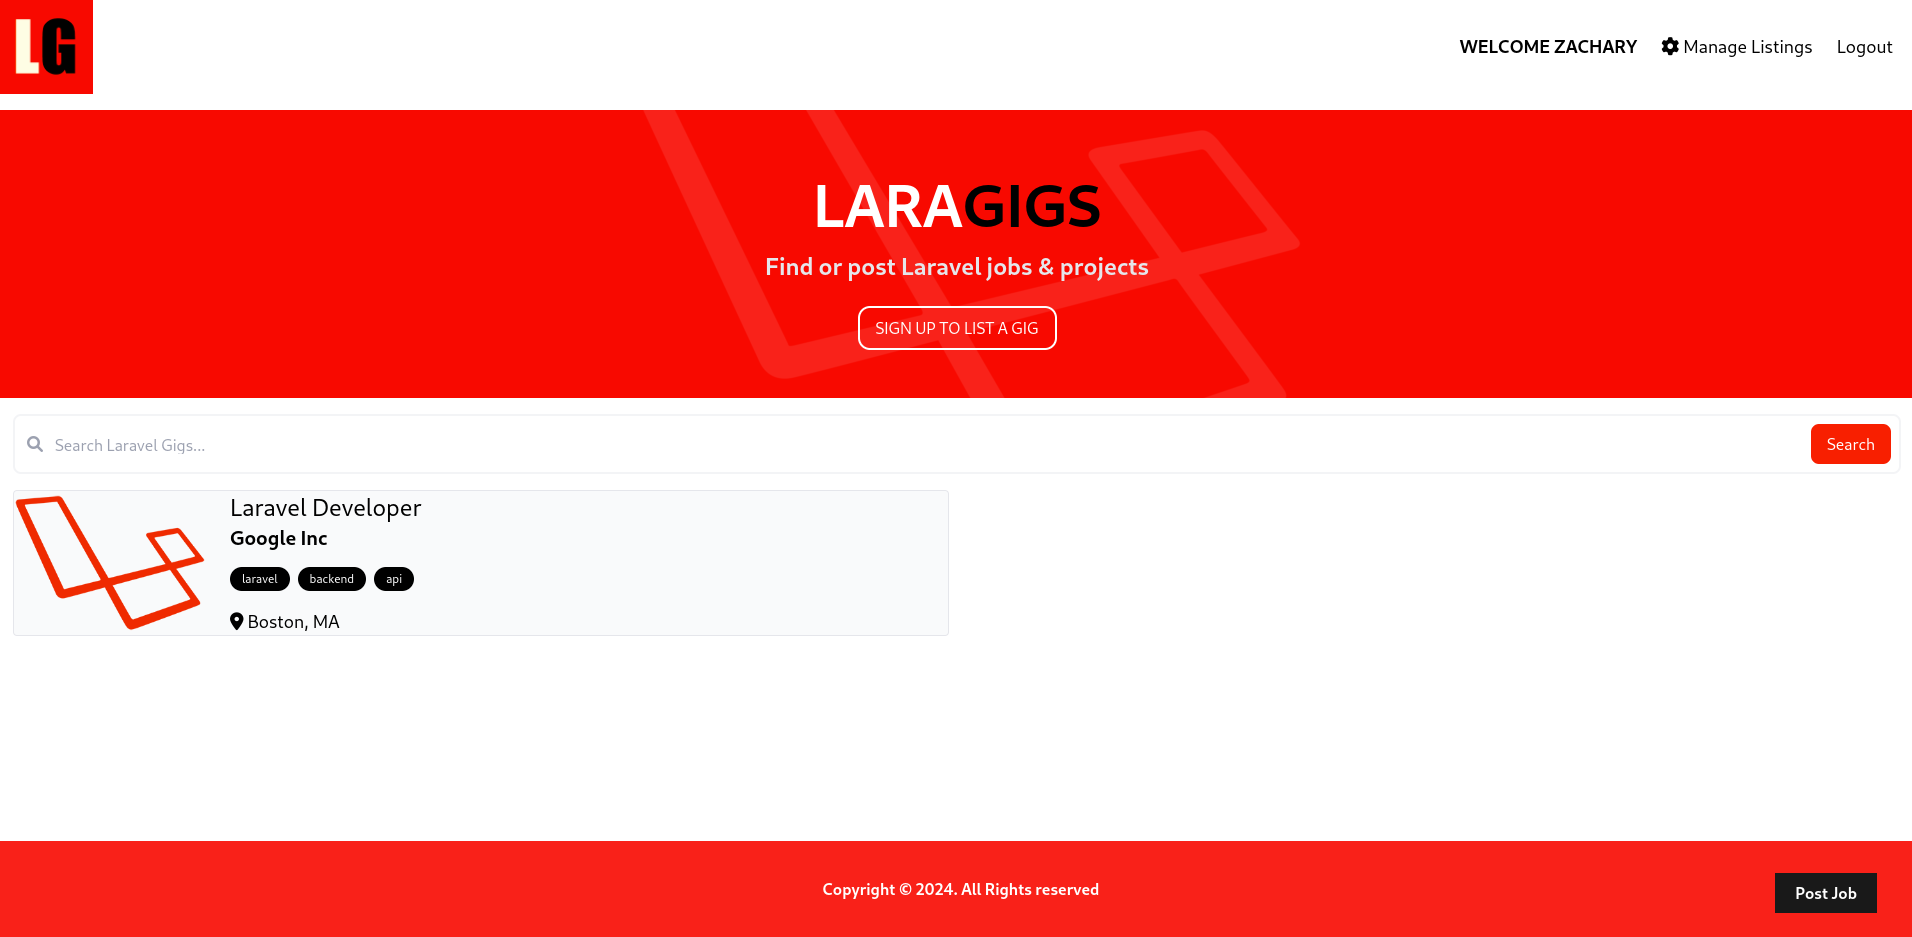 LG
WELCOME ZACHARY Manage Listings Logout
LARAGIGS
Find or post Laravel jobs & projects
SIGN UP TO LIST A GIG
Search Laravel Gigs...
Search
Laravel Developer
Google Inc
laravel backend api
Boston, MA
Copyright © 2024. All Rights reserved
Post Job